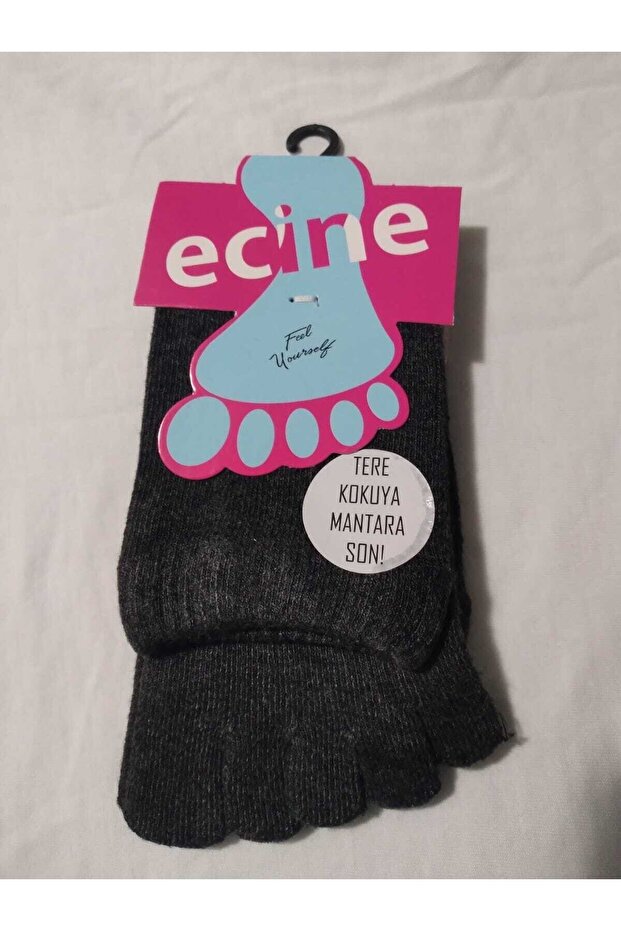 ecine
Feel
Yourself
TERE
KOKUYA
MANTARA
SON!